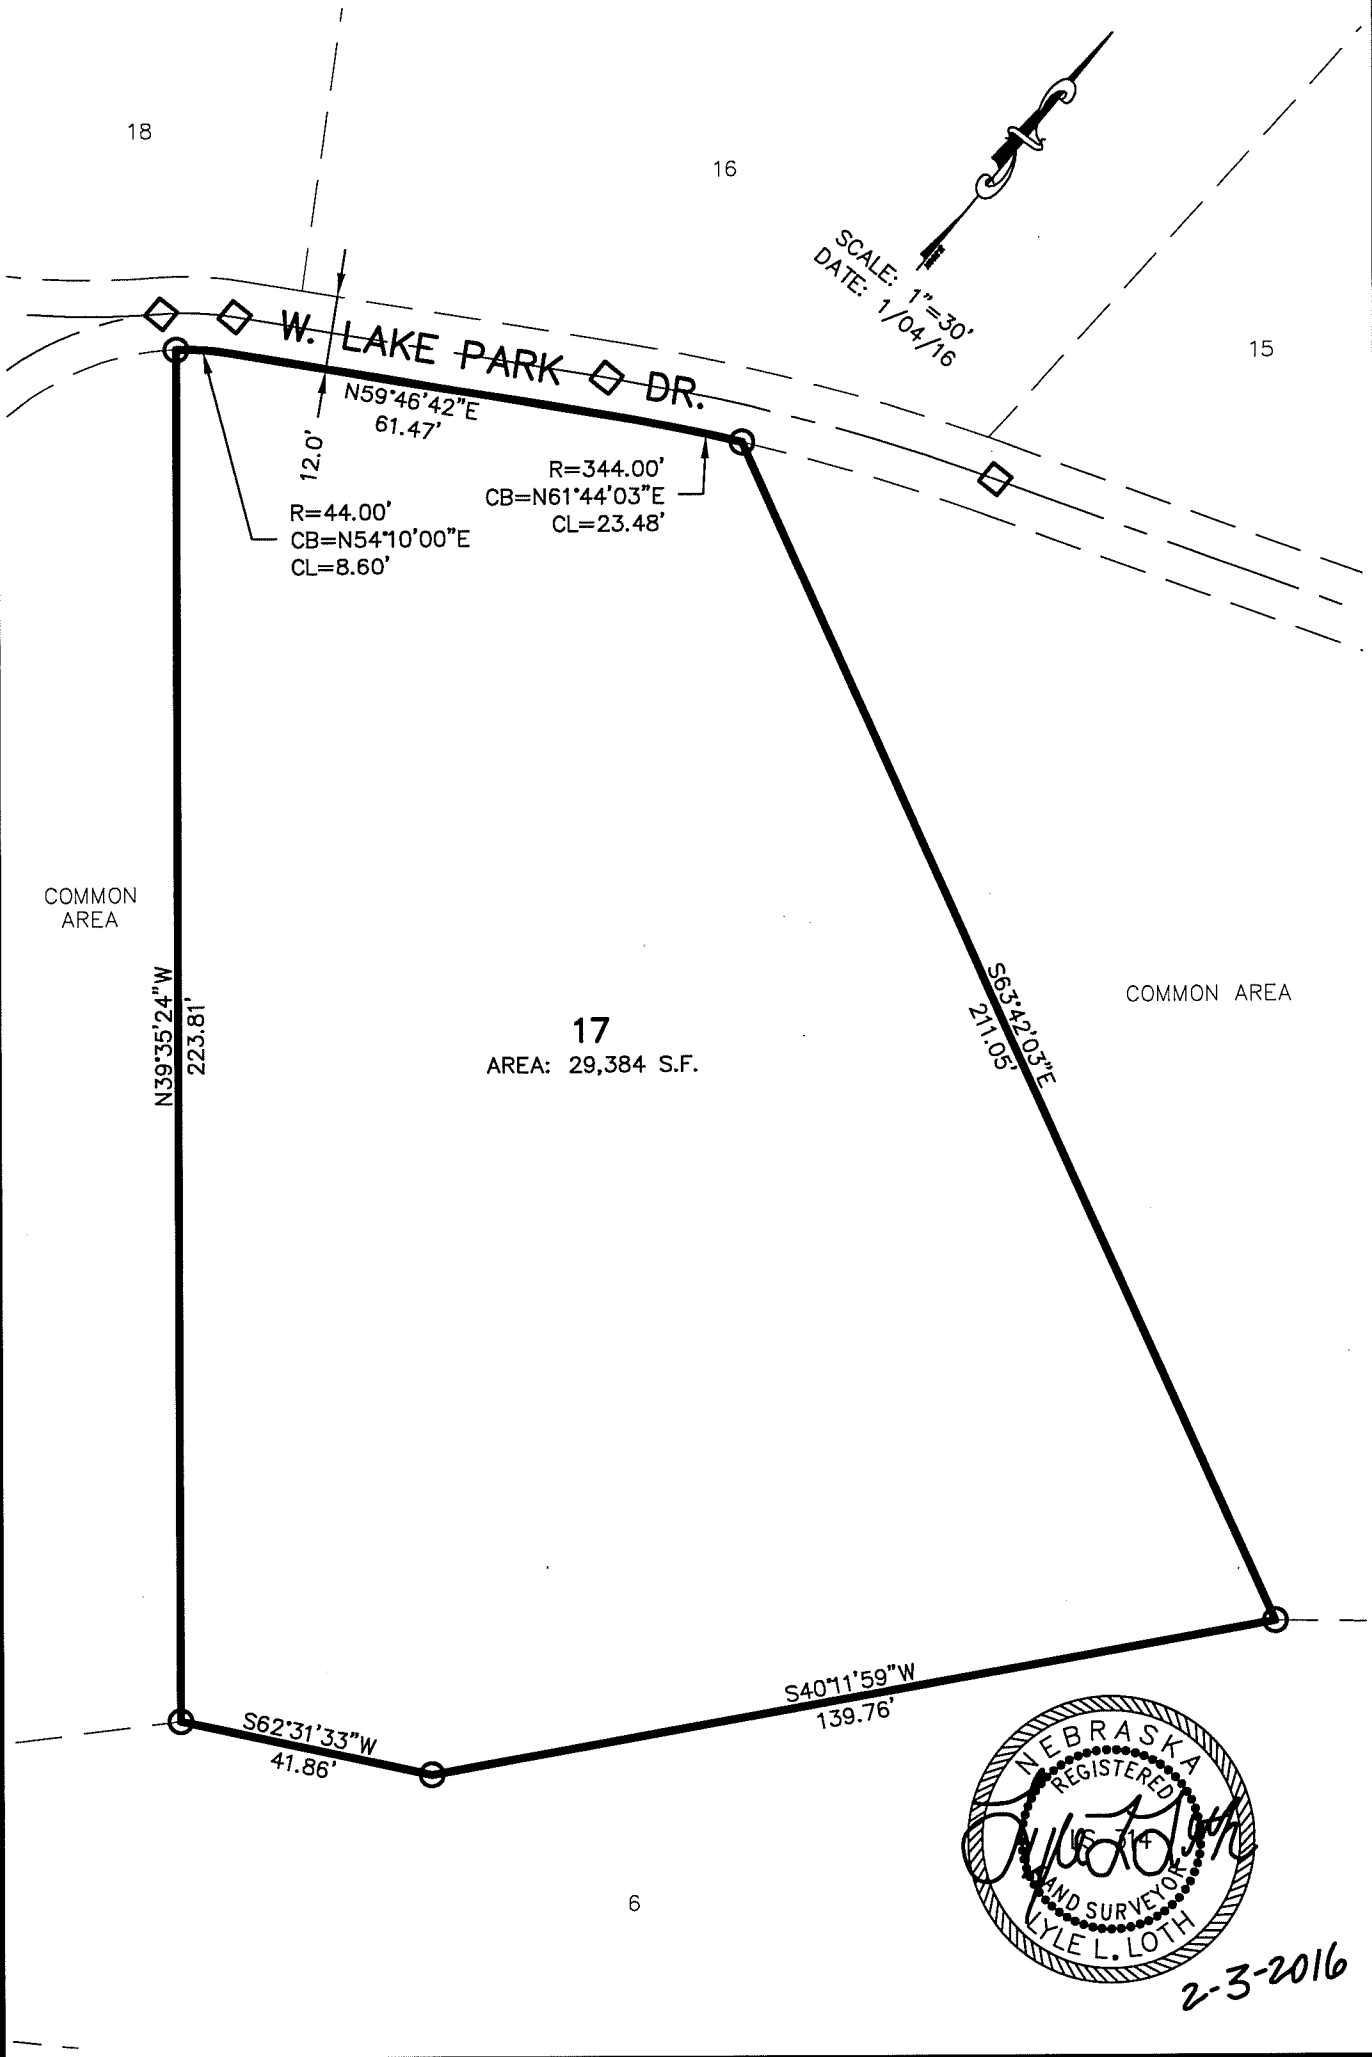 18
16
SCALE: 1"=30'
DATE: 1/04/16
15
W. LAKE PARK DR.
N59°46'42"E
61.47'
12.0'
R=344.00'
CB=N61°44'03"E
CL=23.48'
R=44.00'
CB=N54°10'00"E
CL=8.60'
COMMON
AREA
N39°35'24"W
223.81'
S63°42'03"E
211.05'
COMMON AREA
17
AREA: 29,384 S.F.
S40°11'59"W
139.76'
S62°31'33"W
41.86'
NEBRASKA
REGISTERED
LS 314
LAND SURVEYOR
LYLE L. LOTH
Lyle L. Loth
6
2-3-2016